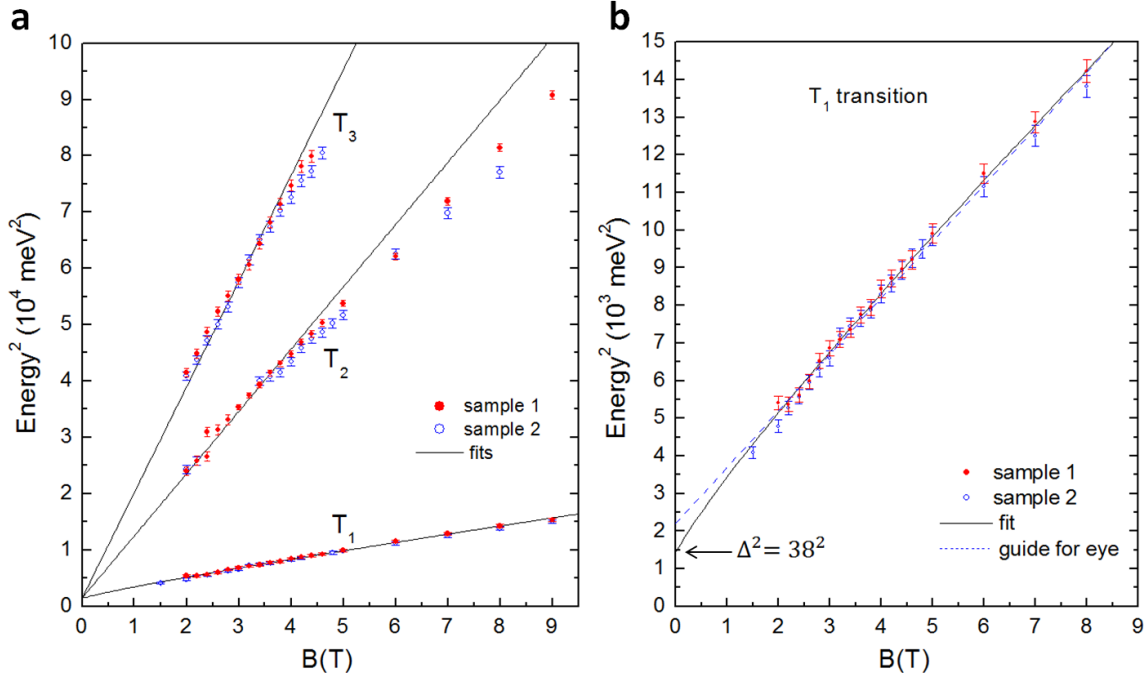 a
10
9
8
7
6
5
4
3
2
1
0
Energy² (10⁴ meV²)
0 1 2 3 4 5 6 7 8 9
B(T)
T₃
T₂
T₁
sample 1
sample 2
fits
b
15
14
13
12
11
10
9
8
7
6
5
4
3
2
1
0
Energy² (10³ meV²)
0 1 2 3 4 5 6 7 8 9
B(T)
T₁ transition
sample 1
sample 2
fit
guide for eye
Δ² = 38²